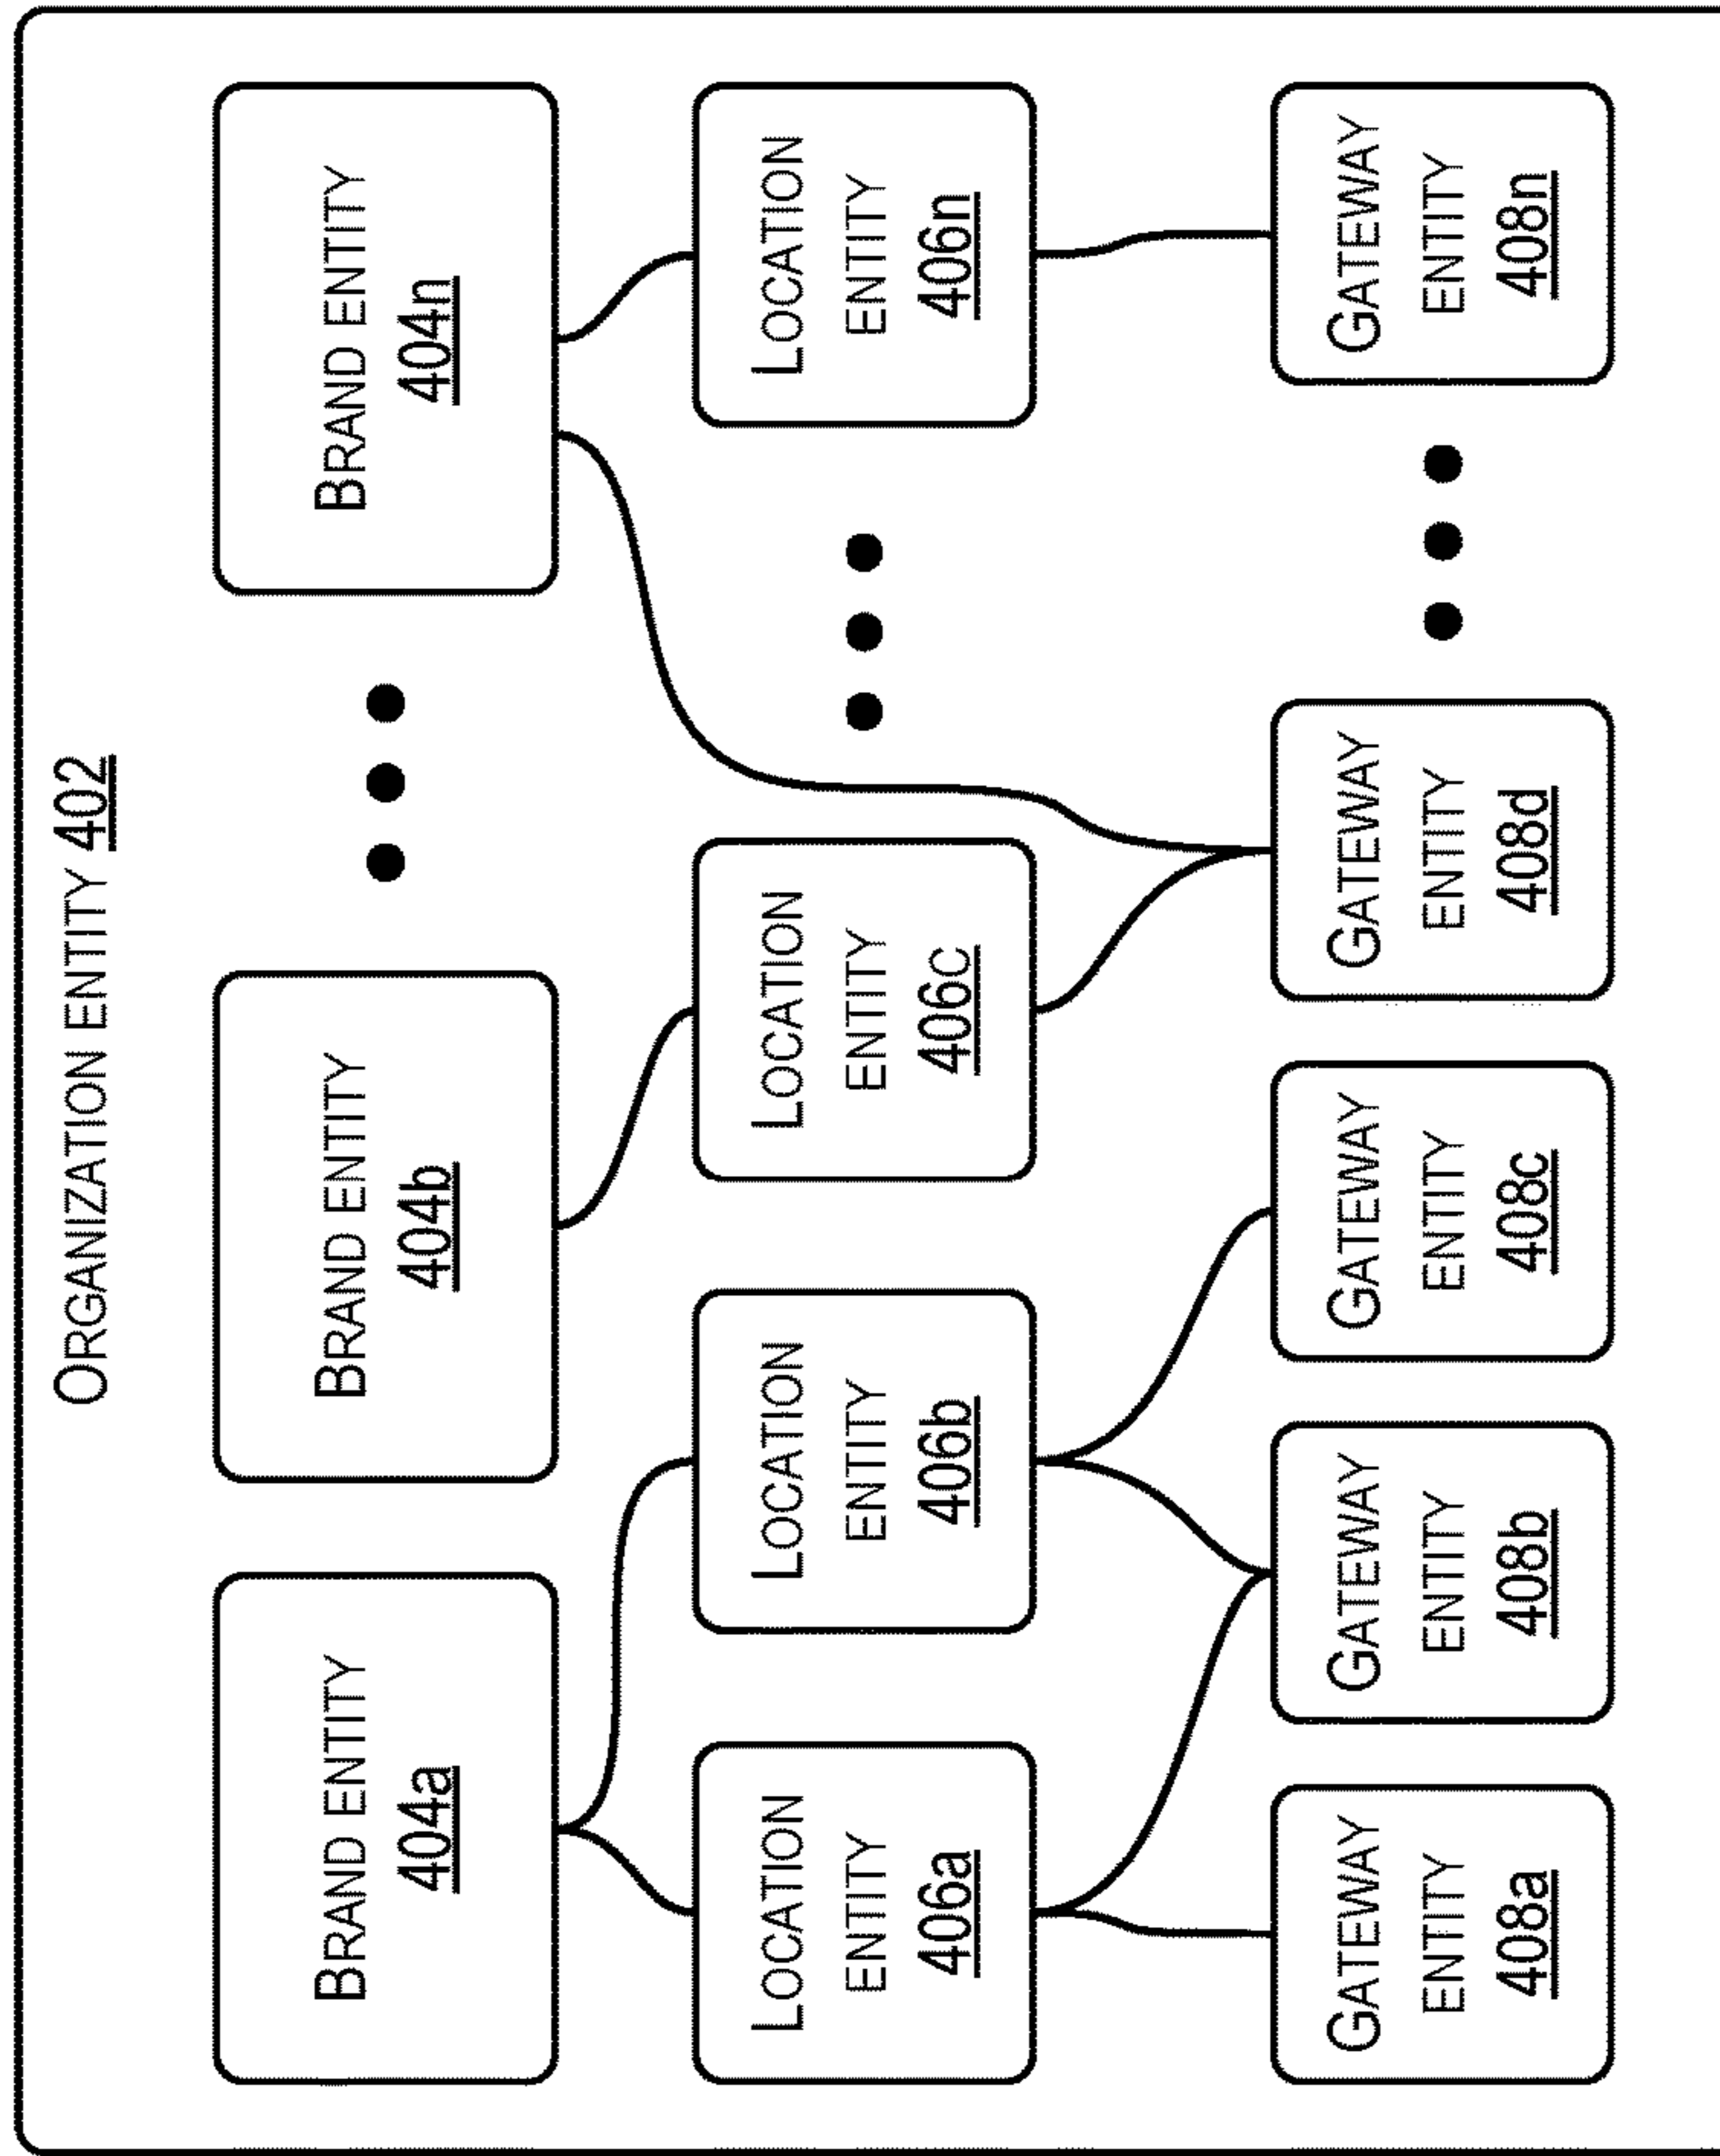 ORGANIZATION ENTITY 402
BRAND ENTITY
404a
BRAND ENTITY
404b
BRAND ENTITY
404n
LOCATION
ENTITY
406a
LOCATION
ENTITY
406b
LOCATION
ENTITY
406c
LOCATION
ENTITY
406n
GATEWAY
ENTITY
408a
GATEWAY
ENTITY
408b
GATEWAY
ENTITY
408c
GATEWAY
ENTITY
408d
GATEWAY
ENTITY
408n